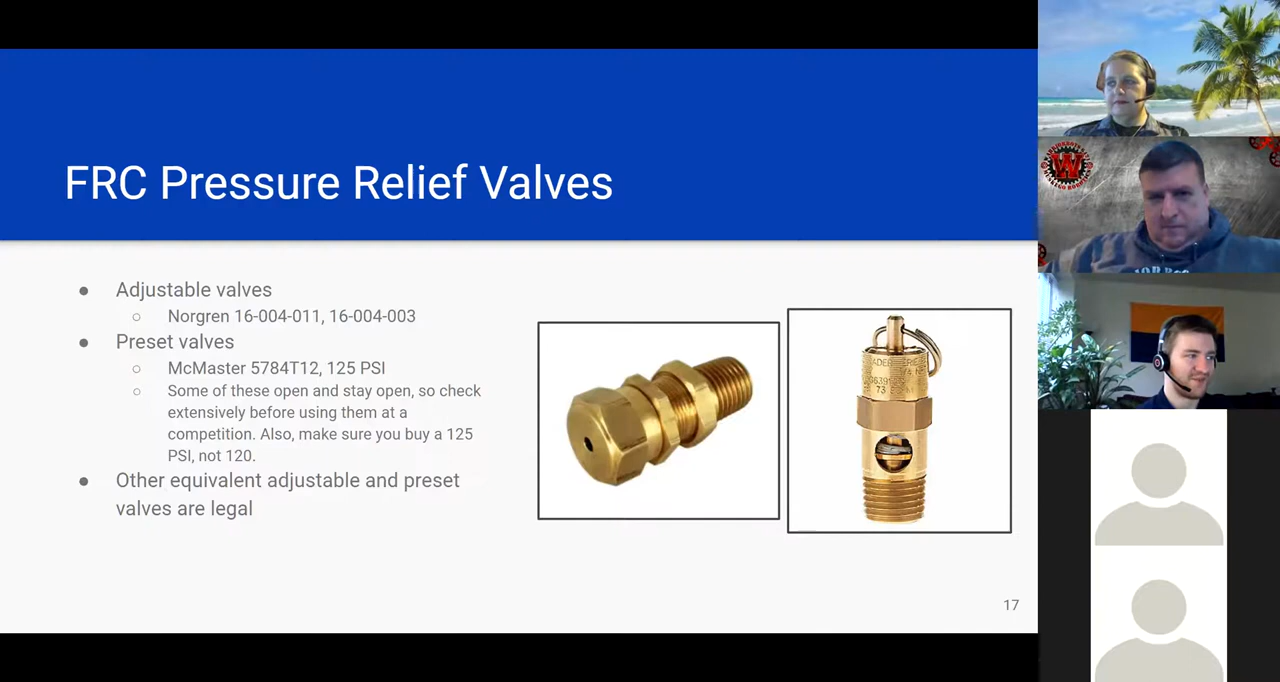 FRC Pressure Relief Valves
● Adjustable valves
○ Norgren 16-004-011, 16-004-003
● Preset valves
○ McMaster 5784T12, 125 PSI
○ Some of these open and stay open, so check
extensively before using them at a
competition. Also, make sure you buy a 125
PSI, not 120.
● Other equivalent adjustable and preset
valves are legal
17
73
W